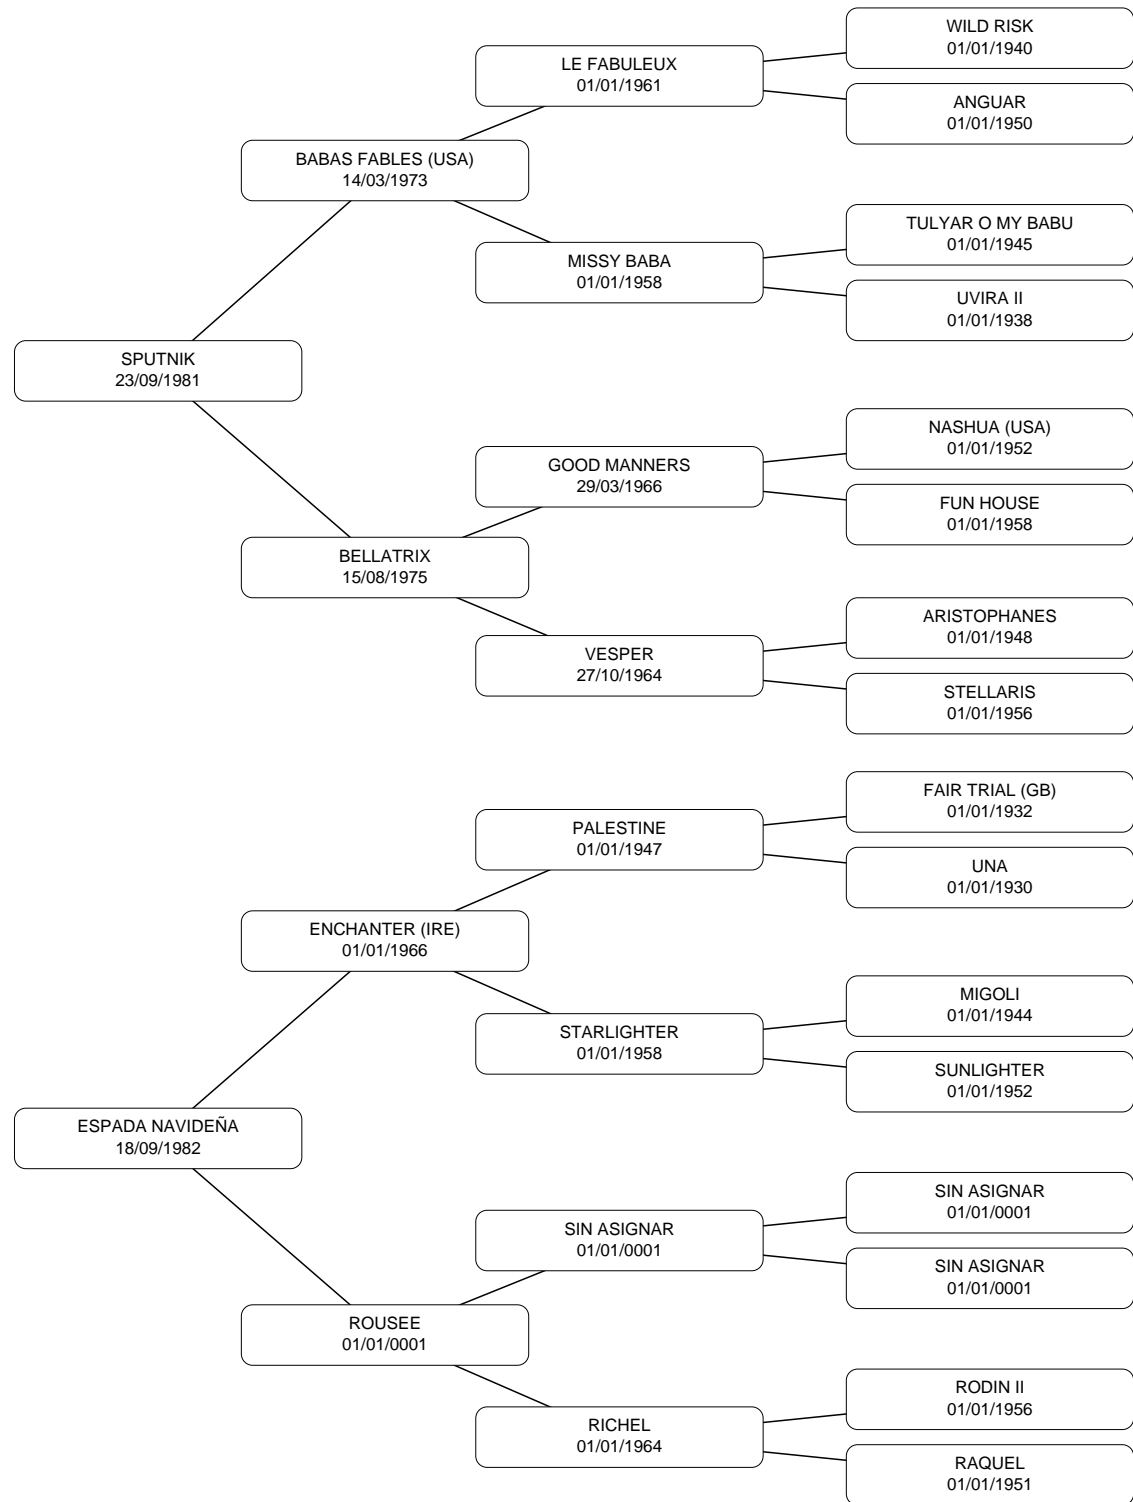 WILD RISK
01/01/1940
LE FABULEUX
01/01/1961
ANGUAR
01/01/1950
BABAS FABLES (USA)
14/03/1973
TULYAR O MY BABU
01/01/1945
MISSY BABA
01/01/1958
UVIRA II
01/01/1938
SPUTNIK
23/09/1981
NASHUA (USA)
01/01/1952
GOOD MANNERS
29/03/1966
FUN HOUSE
01/01/1958
BELLATRIX
15/08/1975
ARISTOPHANES
01/01/1948
VESPER
27/10/1964
STELLARIS
01/01/1956
FAIR TRIAL (GB)
01/01/1932
PALESTINE
01/01/1947
UNA
01/01/1930
ENCHANTER (IRE)
01/01/1966
MIGOLI
01/01/1944
STARLIGHTER
01/01/1958
SUNLIGHTER
01/01/1952
ESPADA NAVIDEÑA
18/09/1982
SIN ASIGNAR
01/01/0001
SIN ASIGNAR
01/01/0001
SIN ASIGNAR
01/01/0001
ROUSEE
01/01/0001
RODIN II
01/01/1956
RICHEL
01/01/1964
RAQUEL
01/01/1951